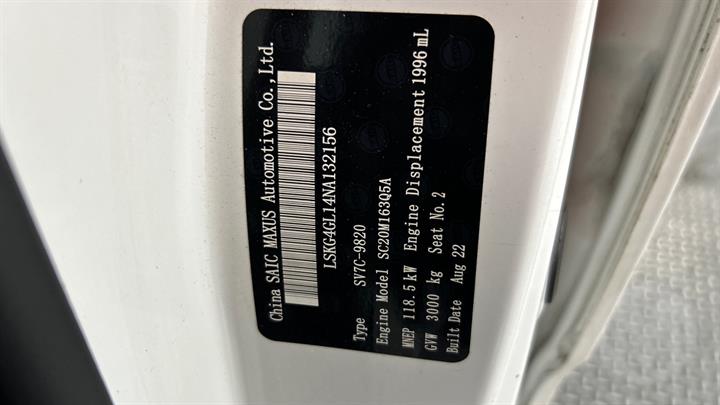 China SAIC MAXUS Automotive Co.,Ltd.
LSKG4GL14NA132156
Type SV7C-9820
Engine Model SC20M163Q5A
MNEP 118.5 kW Engine Displacement 1996 mL
GVW 3000 kg Seat No. 2
Built Date Aug 22